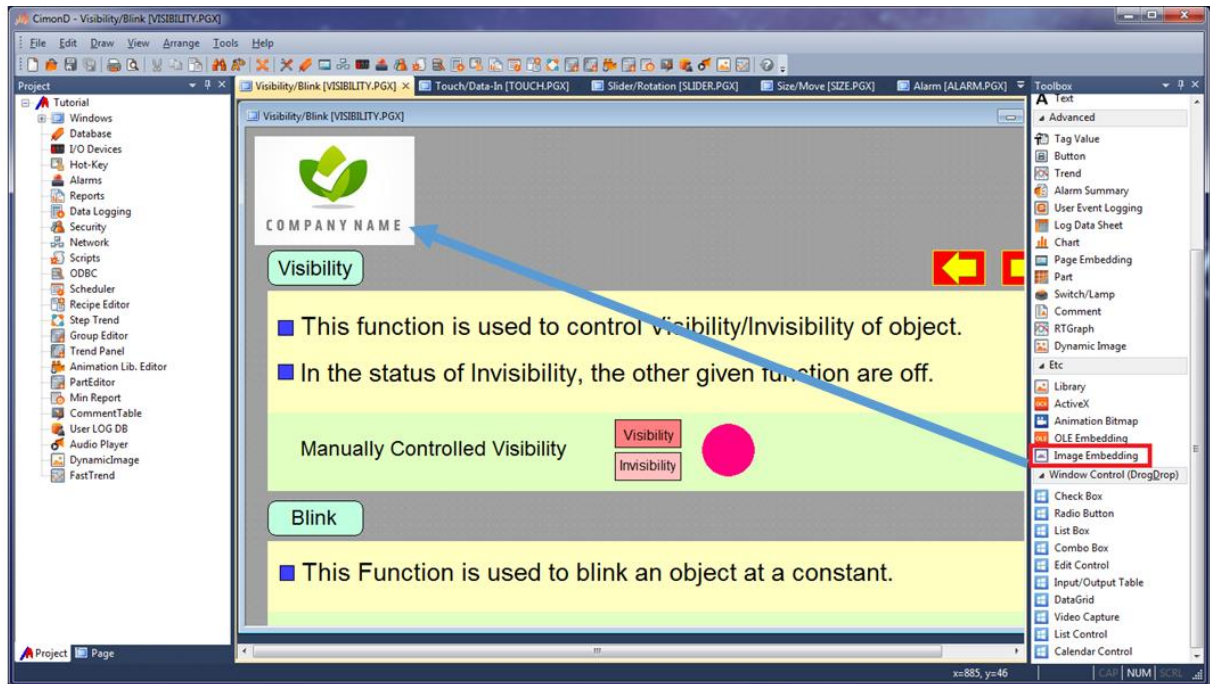 CimonD - Visibility/Blink [VISIBILITY.PGX]
File Edit Draw View Arrange Tools Help
Project
Tutorial
Windows
Database
I/O Devices
Hot-Key
Alarms
Reports
Data Logging
Security
Network
Scripts
ODBC
Scheduler
Recipe Editor
Step Trend
Group Editor
Trend Panel
Animation Lib. Editor
PartEditor
Min Report
CommentTable
User LOG DB
Audio Player
DynamicImage
FastTrend
Project Page
Visibility/Blink [VISIBILITY.PGX] Touch/Data-In [TOUCH.PGX] Slider/Rotation [SLIDER.PGX] Size/Move [SIZE.PGX] Alarm [ALARM.PGX]
Visibility/Blink [VISIBILITY.PGX]
COMPANY NAME
Visibility
This function is used to control Visibility/Invisibility of object.
In the status of Invisibility, the other given function are off.
Manually Controlled Visibility
Visibility
Invisibility
Blink
This Function is used to blink an object at a constant.
Toolbox
Text
Advanced
Tag Value
Button
Trend
Alarm Summary
User Event Logging
Log Data Sheet
Chart
Page Embedding
Part
Switch/Lamp
Comment
RTGraph
Dynamic Image
Etc
Library
ActiveX
Animation Bitmap
OLE Embedding
Image Embedding
Window Control (DrogDrop)
Check Box
Radio Button
List Box
Combo Box
Edit Control
Input/Output Table
DataGrid
Video Capture
List Control
Calendar Control
x=885, y=46
CAP NUM SCRL